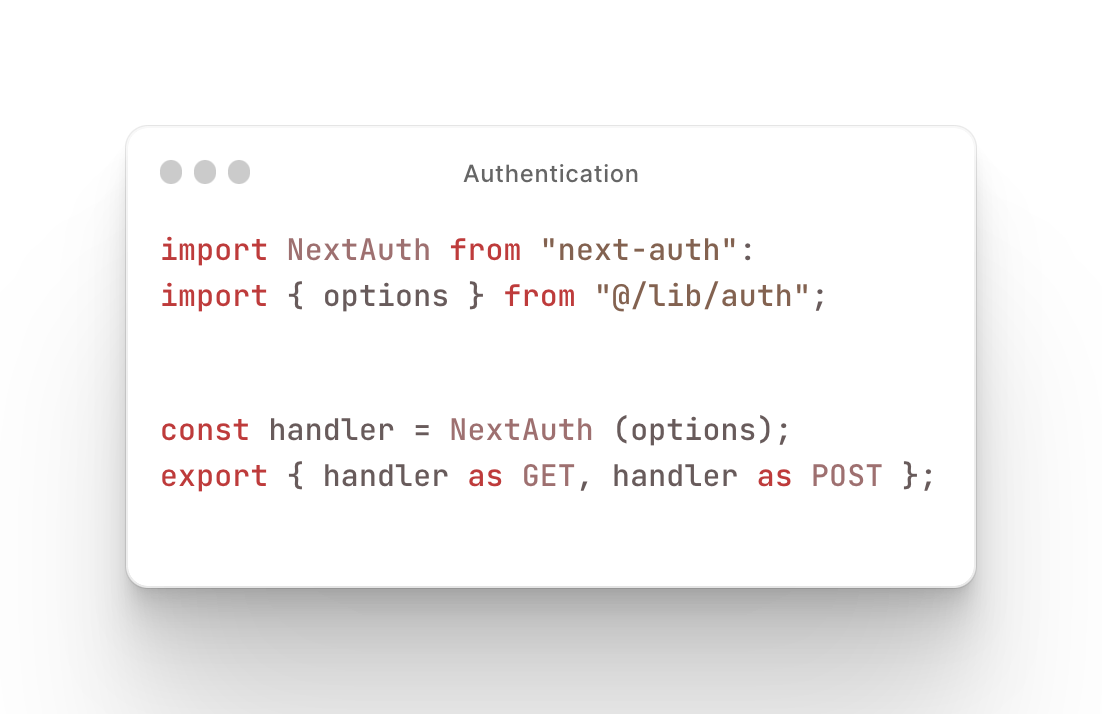 Authentication
import NextAuth from "next-auth":
import { options } from "@/lib/auth";
const handler = NextAuth (options);
export { handler as GET, handler as POST };